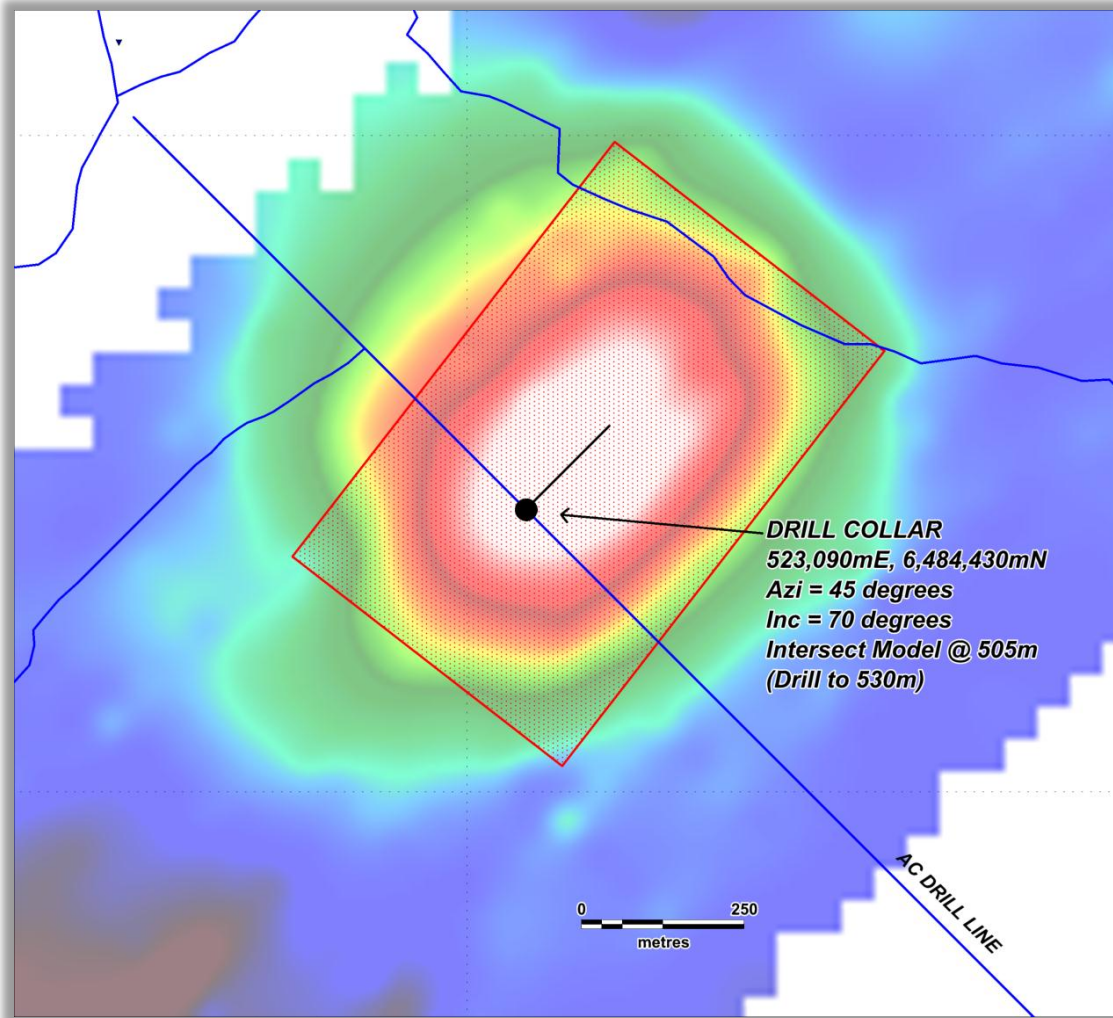 DRILL COLLAR
523,090mE, 6,484,430mN
Azi = 45 degrees
Inc = 70 degrees
Intersect Model @ 505m
(Drill to 530m)
AC DRILL LINE
0 250
metres